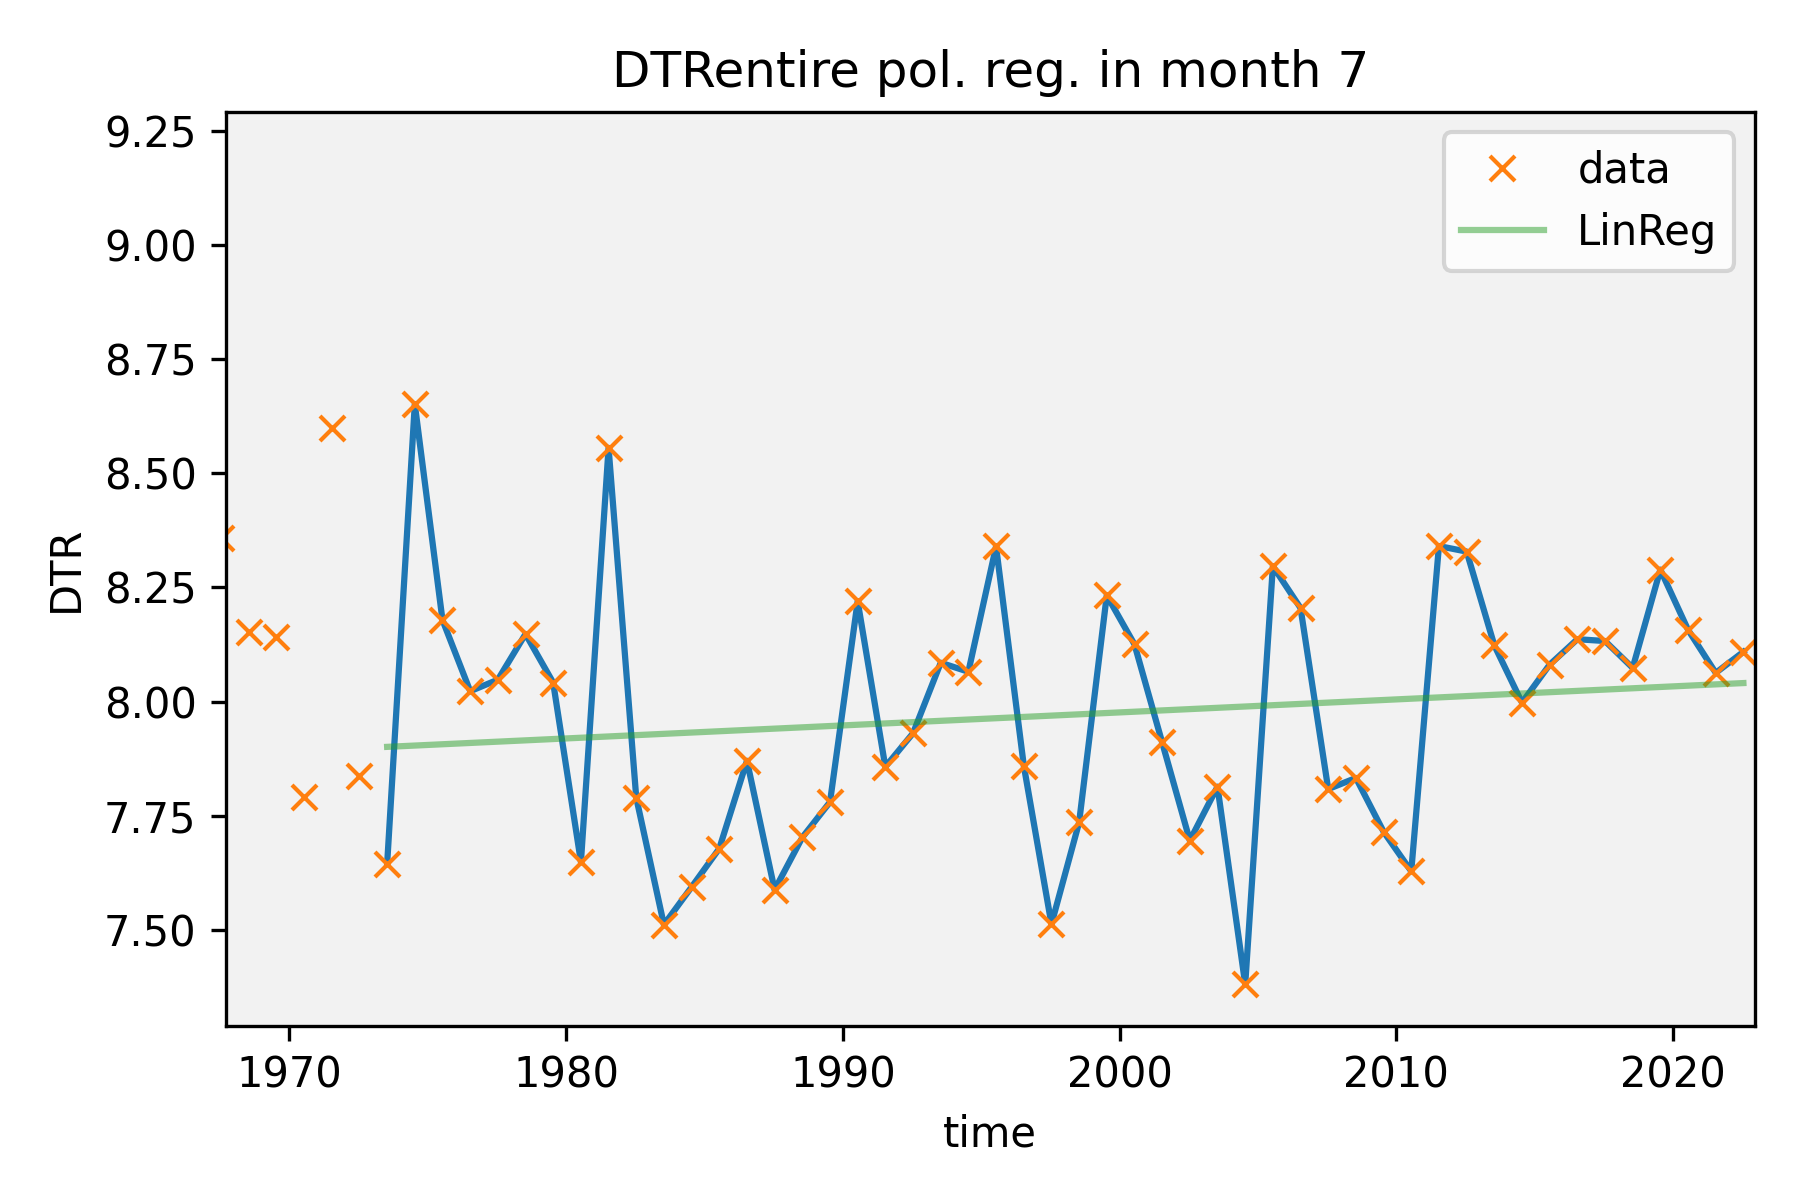 DTRentire pol. reg. in month 7
9.25
9.00
8.75
8.50
8.25
8.00
7.75
7.50
DTR
data
LinReg
1970 1980 1990 2000 2010 2020
time